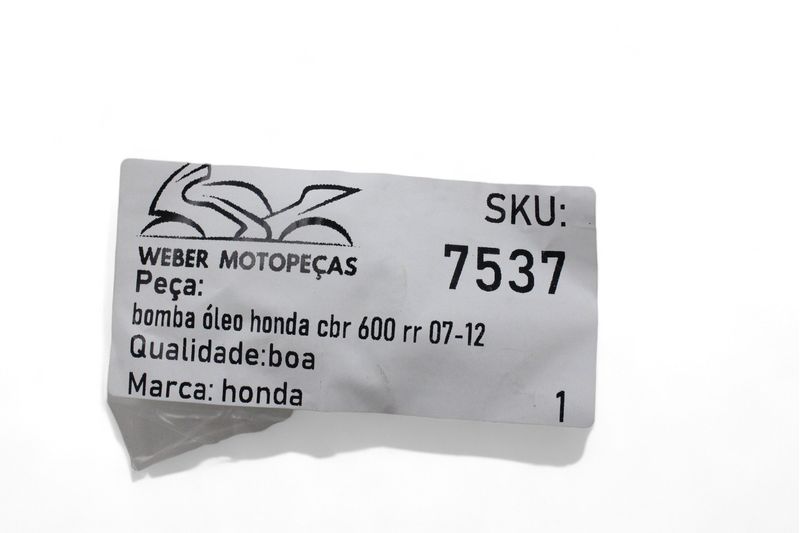 WEBER MOTOPEÇAS
SKU:
7537
Peça:
bomba óleo honda cbr 600 rr 07-12
Qualidade:boa
Marca: honda
1